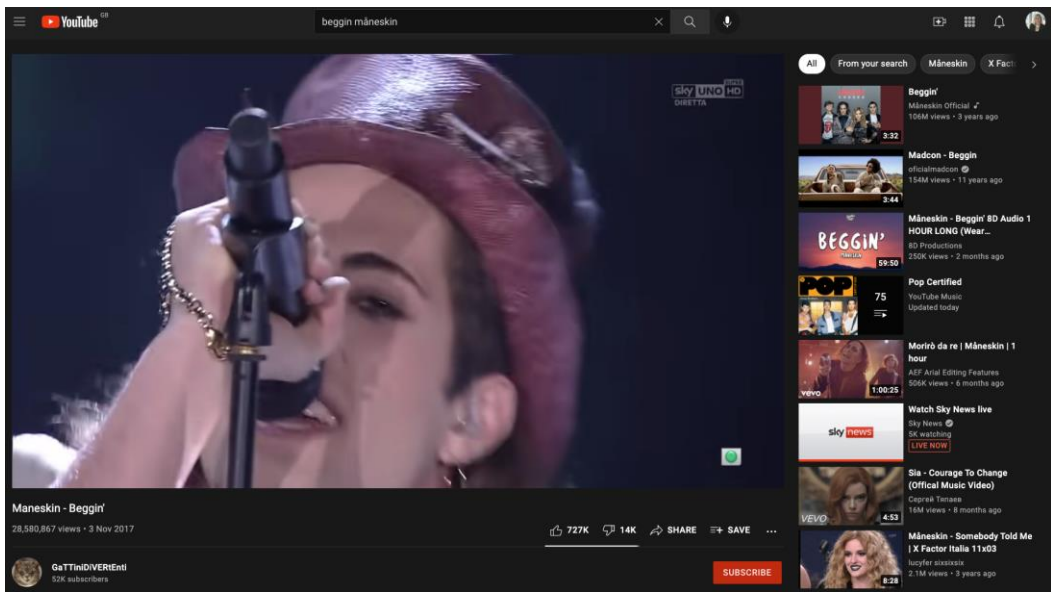 YouTube GB
beggin måneskin
sky UNO SUPER HD
DIRETTA
Maneskin - Beggin'
28,580,867 views • 3 Nov 2017
727K 14K SHARE SAVE ...
GaTTiniDiVERtEnti
52K subscribers
SUBSCRIBE
All From your search Måneskin X Fact
Beggin'
Måneskin Official
106M views • 3 years ago
3:32
Madcon - Beggin
oficialmadcon
154M views • 11 years ago
3:44
Måneskin - Beggin' 8D Audio 1
HOUR LONG (Wear...
8D Productions
250K views • 2 months ago
BEGGIN'
59:50
Pop Certified
YouTube Music
Updated today
POP
75
Morirò da re | Måneskin | 1
hour
AEF Arial Editing Features
506K views • 6 months ago
vevo
1:00:25
Watch Sky News live
Sky News
5K watching
LIVE NOW
sky news
Sia - Courage To Change
(Offical Music Video)
Сергей Тяпаев
16M views • 8 months ago
VEVO
4:53
Måneskin - Somebody Told Me
| X Factor Italia 11x03
lucyfer sixsixsix
2.1M views • 3 years ago
8:28